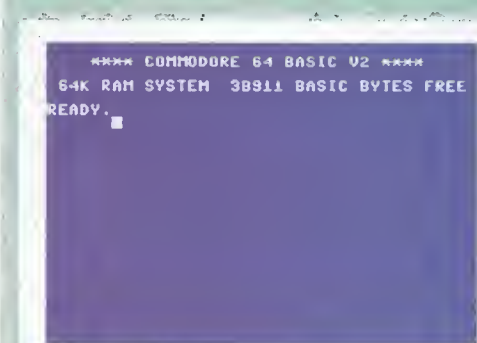 **** COMMODORE 64 BASIC V2 ****
64K RAM SYSTEM 38911 BASIC BYTES FREE
READY.